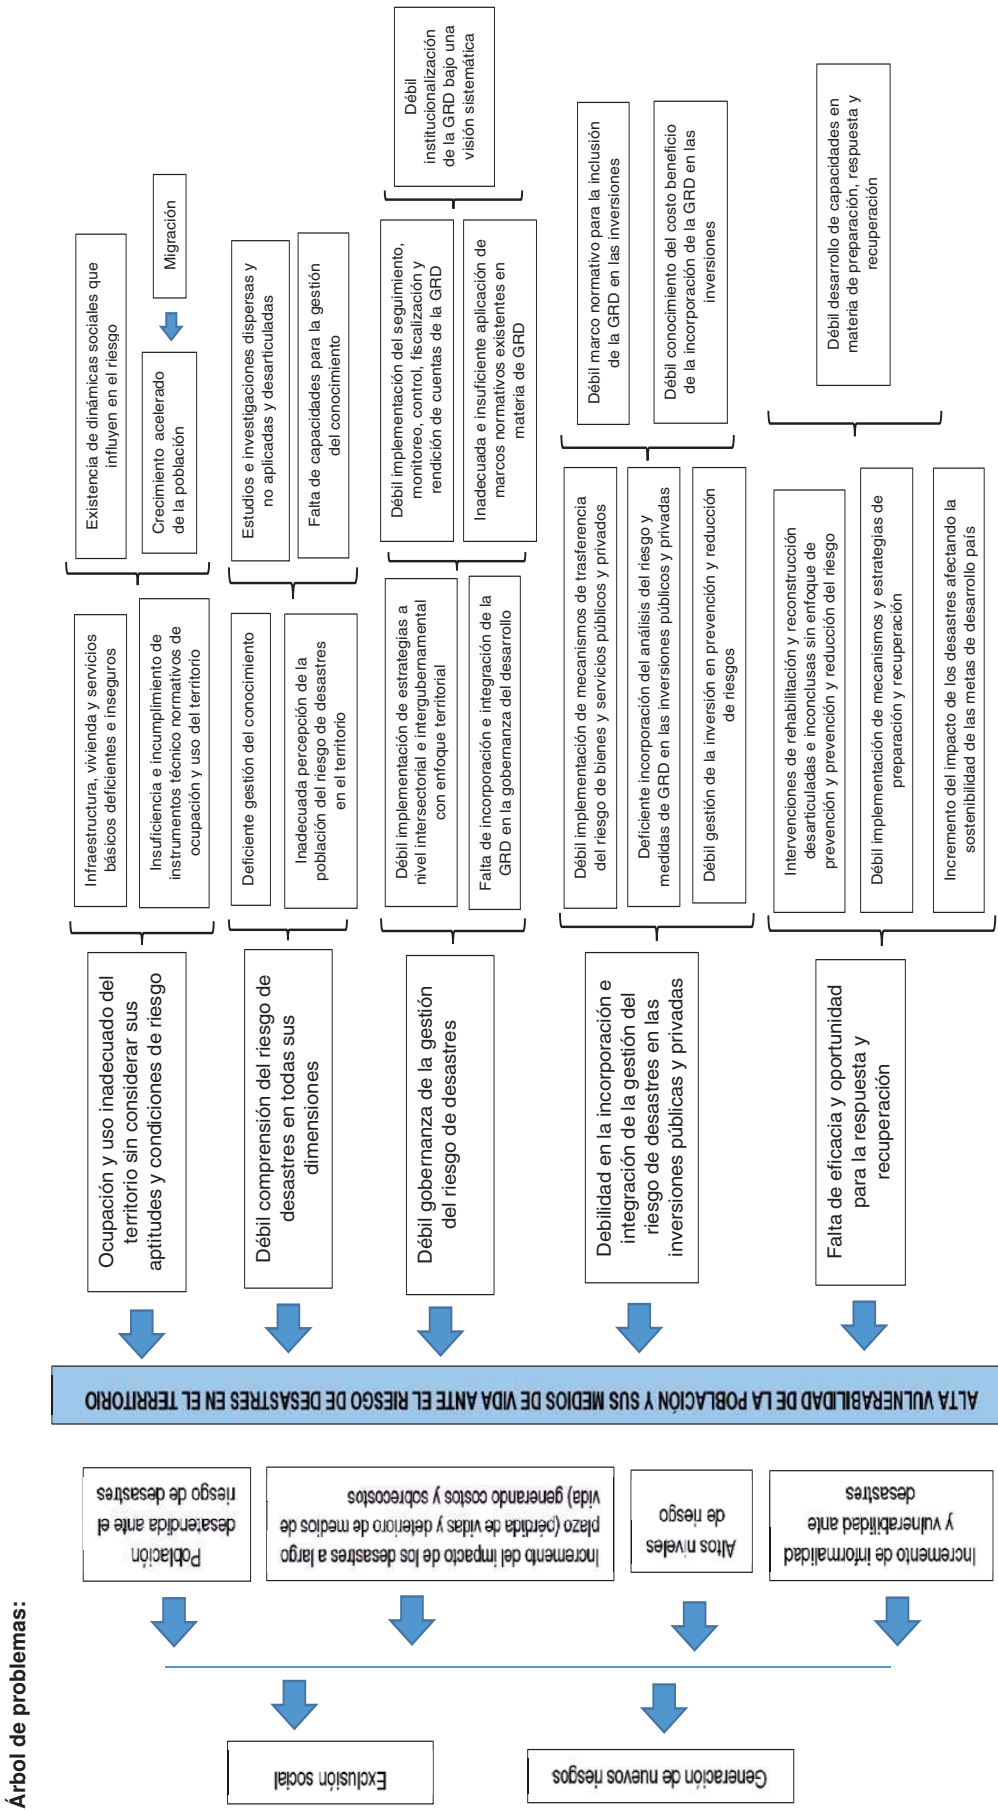 Árbol de problemas:
Exclusión social
Generación de nuevos riesgos
Población
desatendida ante el
riesgo de desastres
Incremento del impacto de los desastres a largo
plazo (pérdida de vidas y deterioro de medios de
vida) generando costos y sobrecostos
Altos niveles
de riesgo
Incremento de informalidad
y vulnerabilidad ante
desastres
ALTA VULNERABILIDAD DE LA POBLACIÓN Y SUS MEDIOS DE VIDA ANTE EL RIESGO DE DESASTRES EN EL TERRITORIO
Ocupación y uso inadecuado del
territorio sin considerar sus
aptitudes y condiciones de riesgo
Infraestructura, vivienda y servicios
básicos deficientes e inseguros
Insuficiencia e incumplimiento de
instrumentos técnico normativos de
ocupación y uso del territorio
Existencia de dinámicas sociales que
influyen en el riesgo
Crecimiento acelerado
de la población
Migración
Débil comprensión del riesgo de
desastres en todas sus
dimensiones
Deficiente gestión del conocimiento
Inadecuada percepción de la
población del riesgo de desastres
en el territorio
Estudios e investigaciones dispersas y
no aplicadas y desarticuladas
Falta de capacidades para la gestión
del conocimiento
Débil gobernanza de la gestión
del riesgo de desastres
Débil implementación de estrategias a
nivel intersectorial e intergubernamental
con enfoque territorial
Falta de incorporación e integración de la
GRD en la gobernanza del desarrollo
Débil implementación del seguimiento,
monitoreo, control, fiscalización y
rendición de cuentas de la GRD
Inadecuada e insuficiente aplicación de
marcos normativos existentes en
materia de GRD
Débil
institucionalización
de la GRD bajo una
visión sistemática
Debilidad en la incorporación e
integración de la gestión del
riesgo de desastres en las
inversiones públicas y privadas
Débil implementación de mecanismos de trasferencia
del riesgo de bienes y servicios públicos y privados
Deficiente incorporación del análisis del riesgo y
medidas de GRD en las inversiones públicas y privadas
Débil gestión de la inversión en prevención y reducción
de riesgos
Débil marco normativo para la inclusión
de la GRD en las inversiones
Débil conocimiento del costo beneficio
de la incorporación de la GRD en las
inversiones
Falta de eficacia y oportunidad
para la respuesta y
recuperación
Intervenciones de rehabilitación y reconstrucción
desarticuladas e inconclusas sin enfoque de
prevención y prevención y reducción del riesgo
Débil implementación de mecanismos y estrategias de
preparación y recuperación
Incremento del impacto de los desastres afectando la
sostenibilidad de las metas de desarrollo país
Débil desarrollo de capacidades en
materia de preparación, respuesta y
recuperación